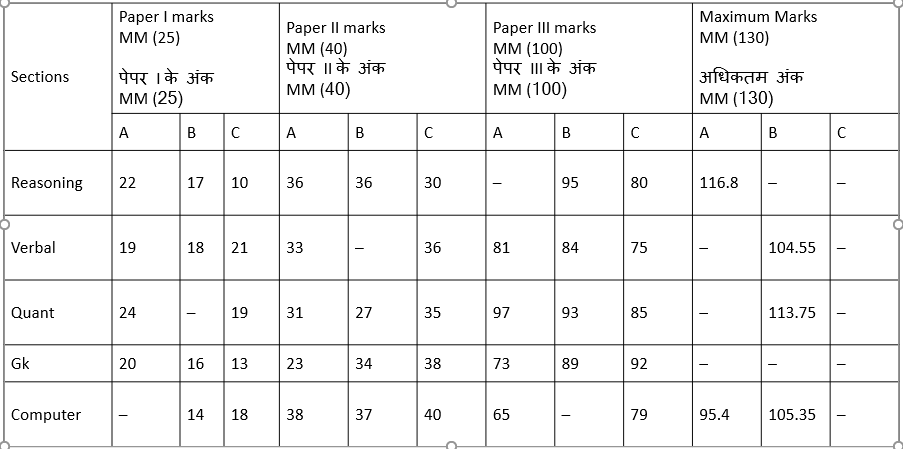 Sections
Paper I marks
MM (25)
पेपर I के अंक
MM (25)
Paper II marks
MM (40)
पेपर II के अंक
MM (40)
Paper III marks
MM (100)
पेपर III के अंक
MM (100)
Maximum Marks
MM (130)
अधिकतम अंक
MM (130)
A B C A B C A B C A B C
Reasoning 22 17 10 36 36 30 – 95 80 116.8 – –
Verbal 19 18 21 33 – 36 81 84 75 – 104.55 –
Quant 24 – 19 31 27 35 97 93 85 – 113.75 –
Gk 20 16 13 23 34 38 73 89 92 – – –
Computer – 14 18 38 37 40 65 – 79 95.4 105.35 –